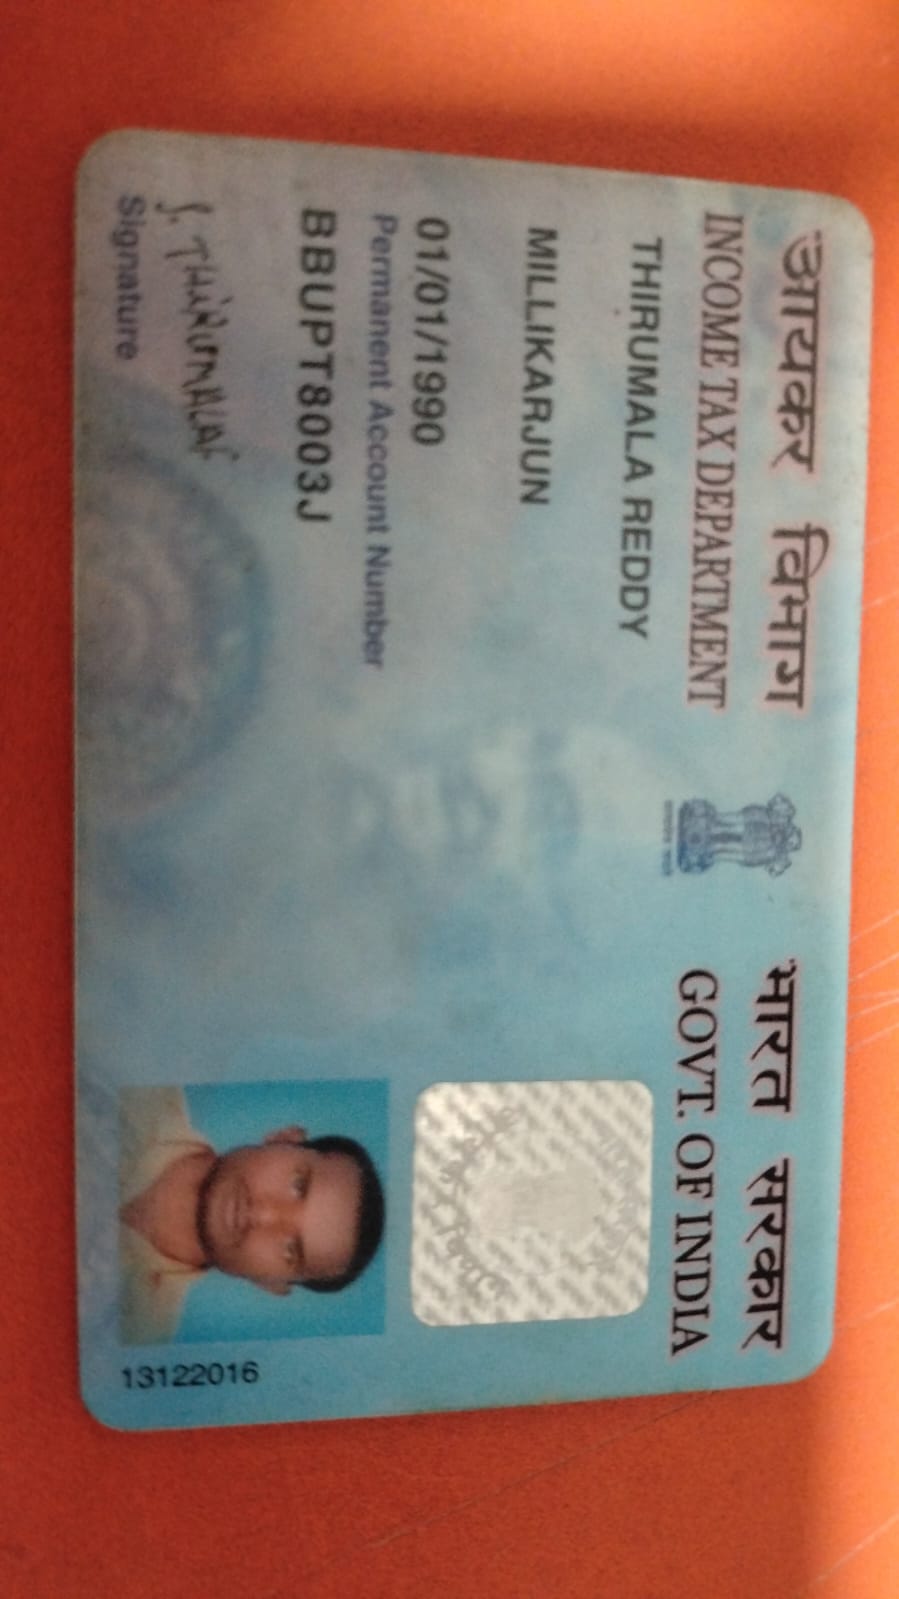 आयकर विभाग
INCOME TAX DEPARTMENT
भारत सरकार
GOVT. OF INDIA
THIRUMALA REDDY
MILLIKARJUN
01/01/1990
Permanent Account Number
BBUPT8003J
Signature
13122016